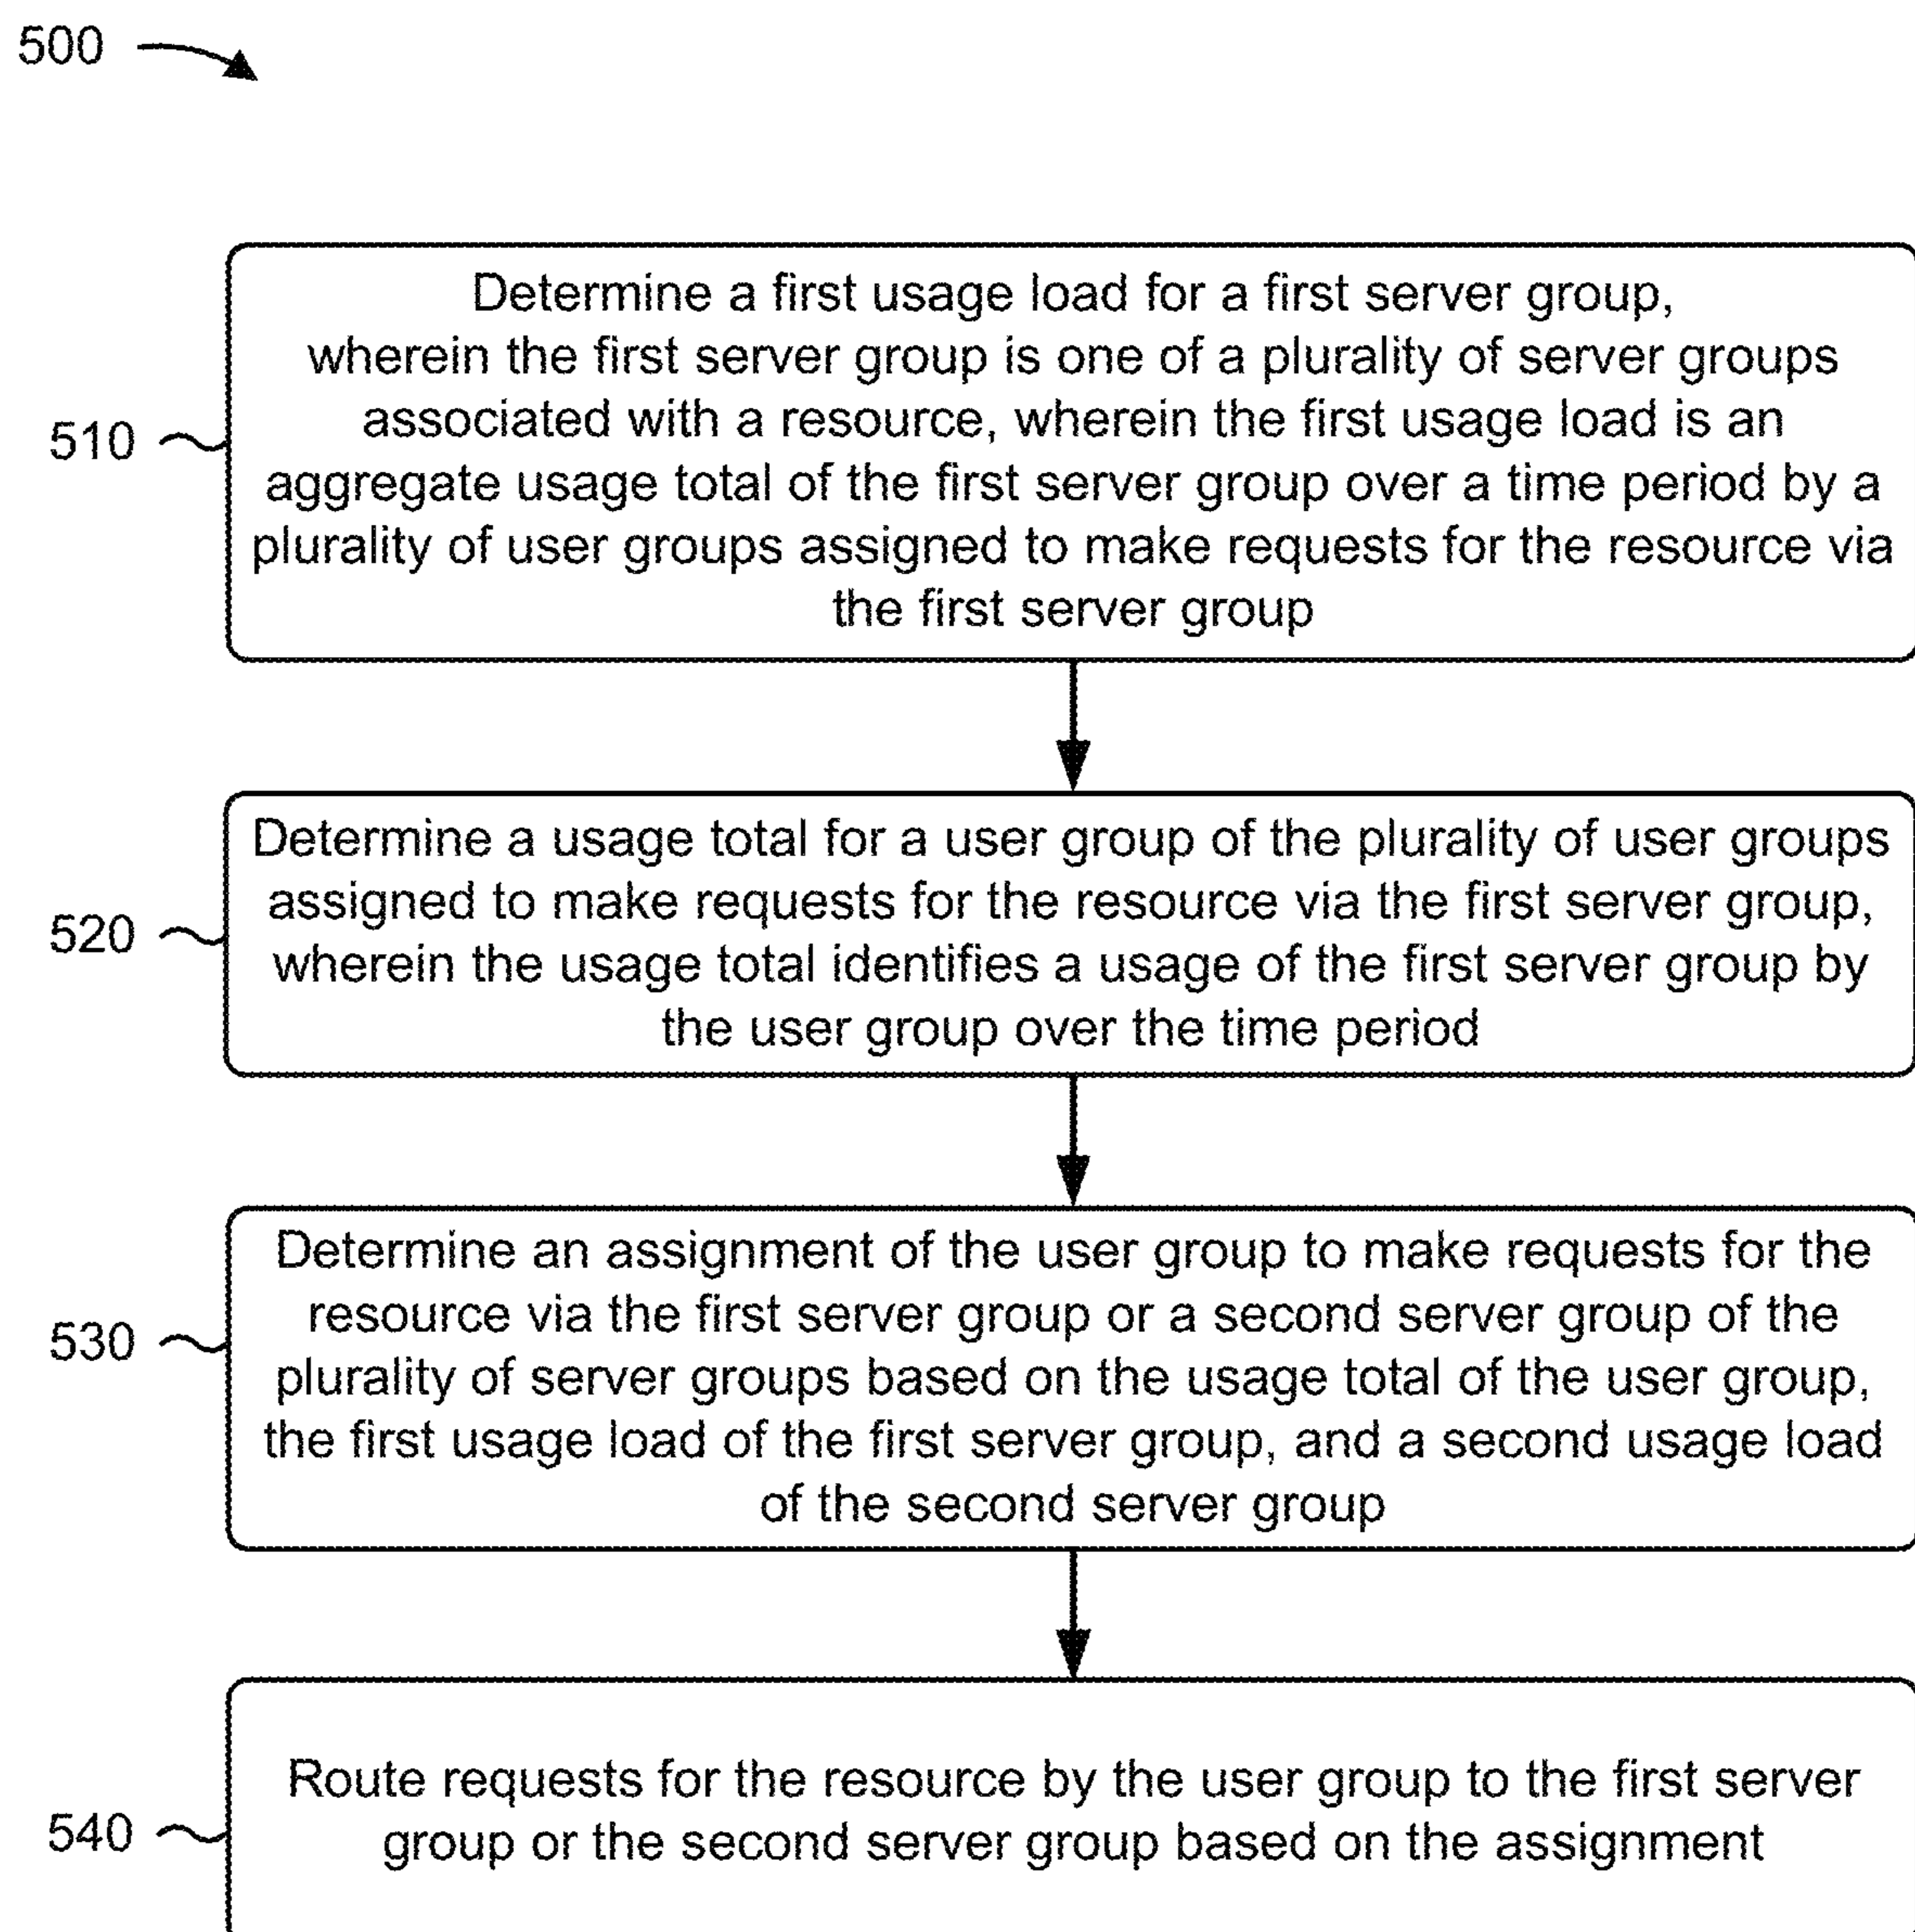 500
Determine a first usage load for a first server group,
wherein the first server group is one of a plurality of server groups
associated with a resource, wherein the first usage load is an
aggregate usage total of the first server group over a time period by a
plurality of user groups assigned to make requests for the resource via
the first server group
510
Determine a usage total for a user group of the plurality of user groups
assigned to make requests for the resource via the first server group,
wherein the usage total identifies a usage of the first server group by
the user group over the time period
520
Determine an assignment of the user group to make requests for the
resource via the first server group or a second server group of the
plurality of server groups based on the usage total of the user group,
the first usage load of the first server group, and a second usage load
of the second server group
530
Route requests for the resource by the user group to the first server
group or the second server group based on the assignment
540